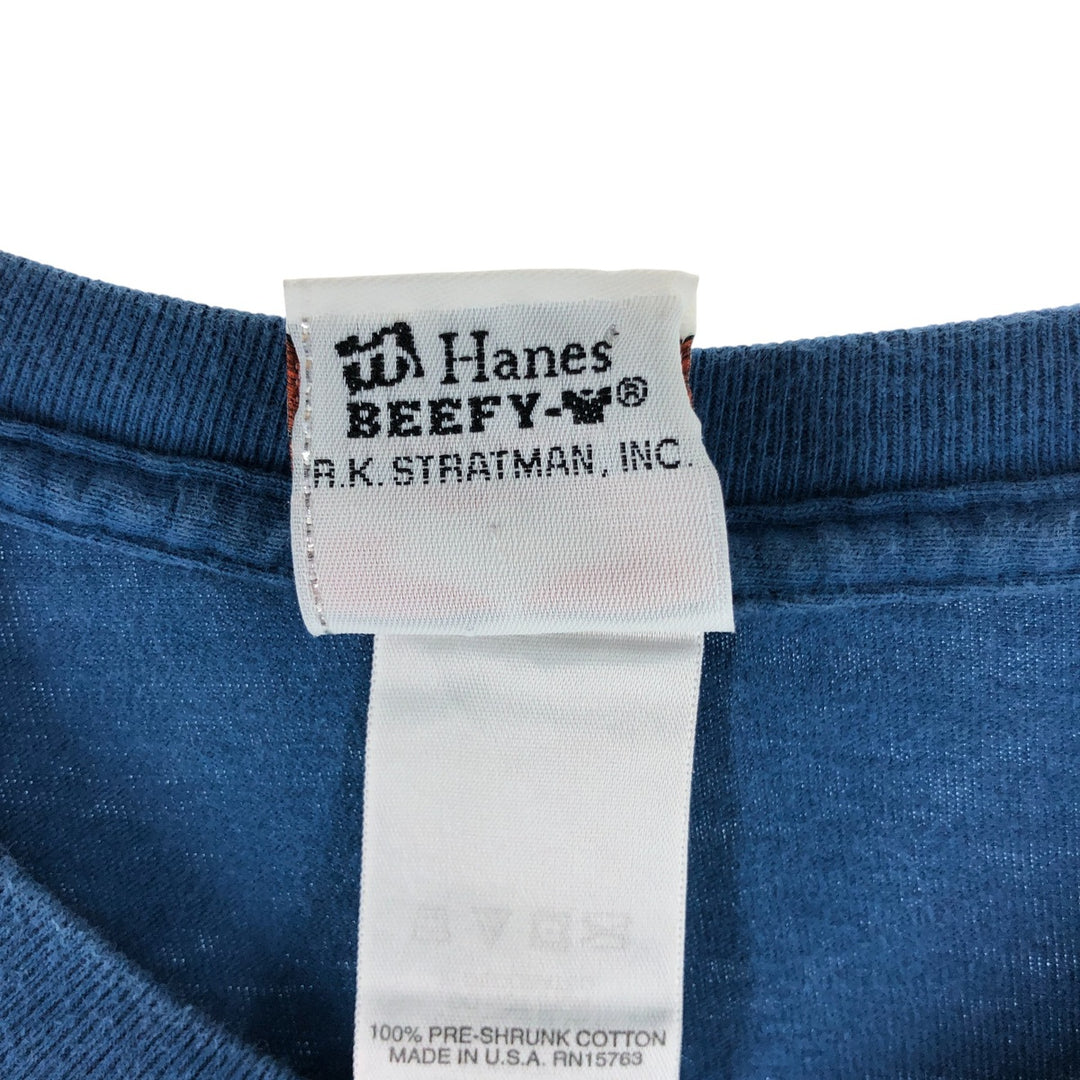 Hanes
BEEFY-®
R.K. STRATMAN, INC.
100% PRE-SHRUNK COTTON
MADE IN U.S.A. RN15763